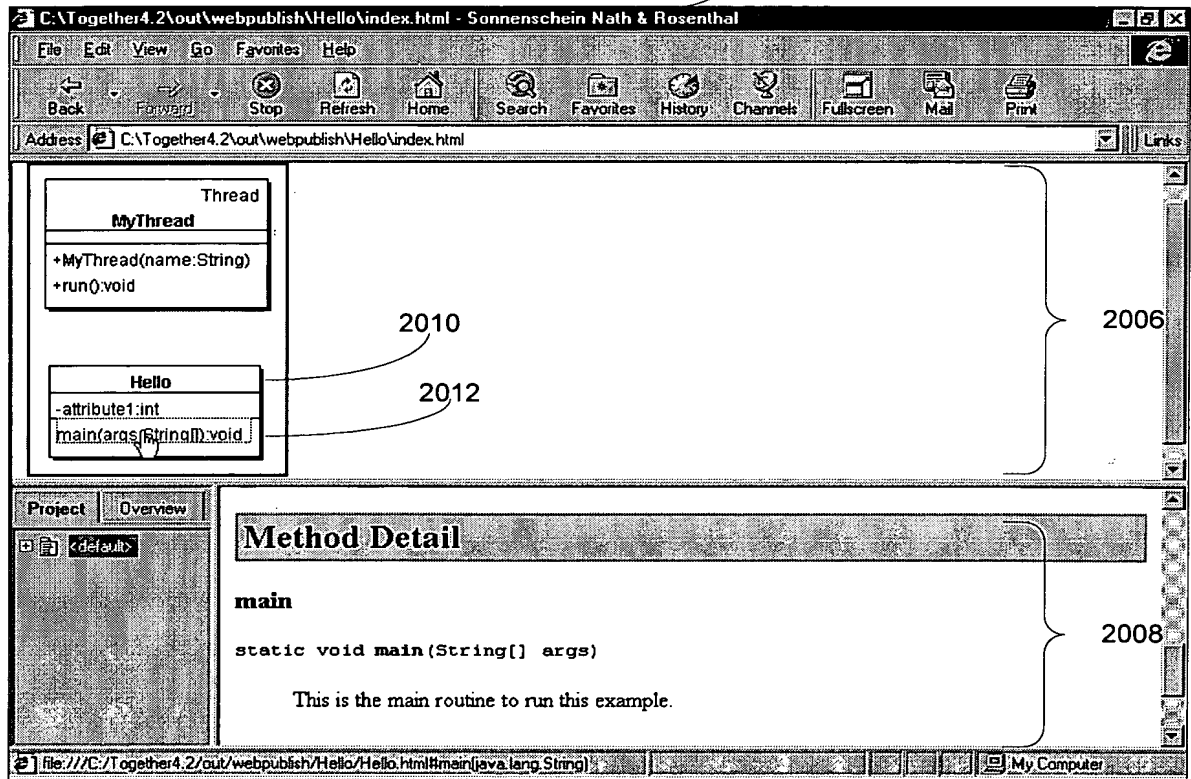 C:\Together4.2\out\webpublish\Hello\index.html - Sonnenschein Nath & Rosenthal
File Edit View Go Favorites Help
Back Forward Stop Refresh Home Search Favorites History Channels Fullscreen Mail Print
Address C:\Together4.2\out\webpublish\Hello\index.html Links
Thread
MyThread
+MyThread(name:String)
+run():void
2006
2010
Hello
2012
-attribute1:int
main(args:String[]):void
Project Overview
<default>
Method Detail
main
static void main(String[] args)
2008
This is the main routine to run this example.
file:///C:/Together4.2/out/webpublish/Hello/Hello.html#main(java.lang.String) My Computer